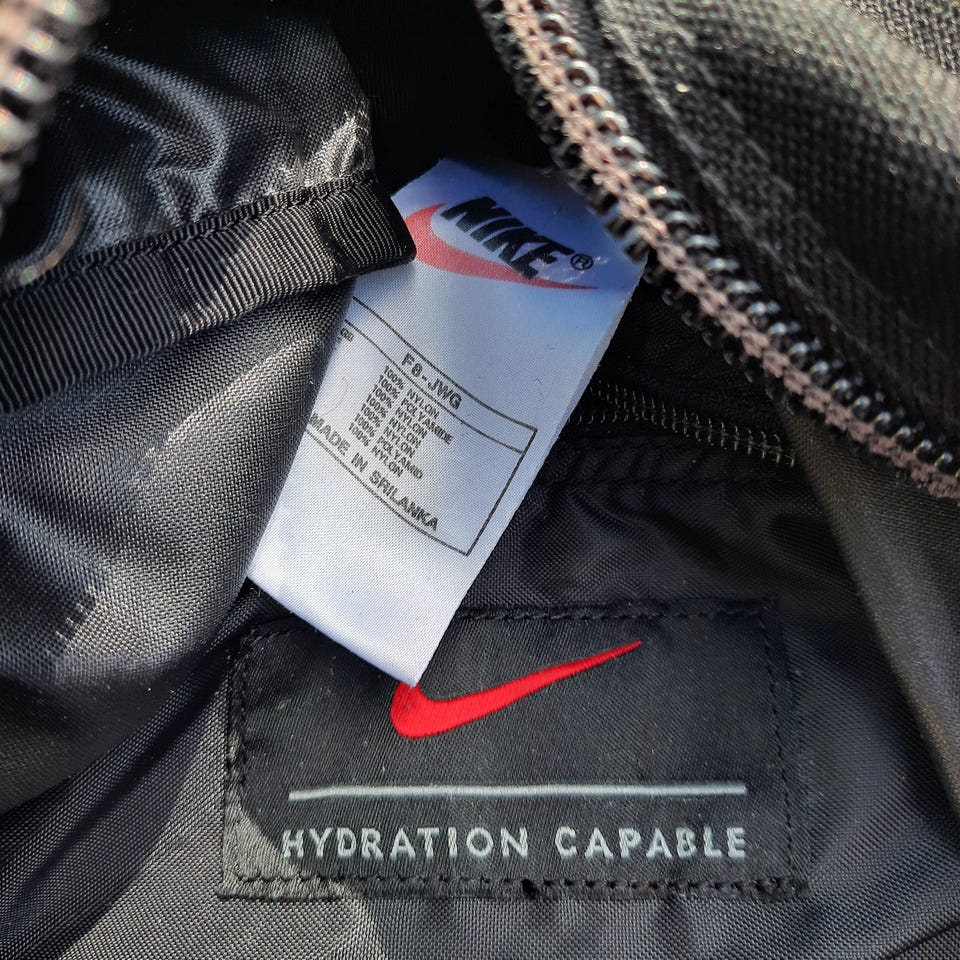 NIKE®
F8-JWG
100% NYLON
100% POLYAMIDE
100% NYLON
100% NYLON
100% POLYAMID
100% NYLON
MADE IN SRILANKA
HYDRATION CAPABLE